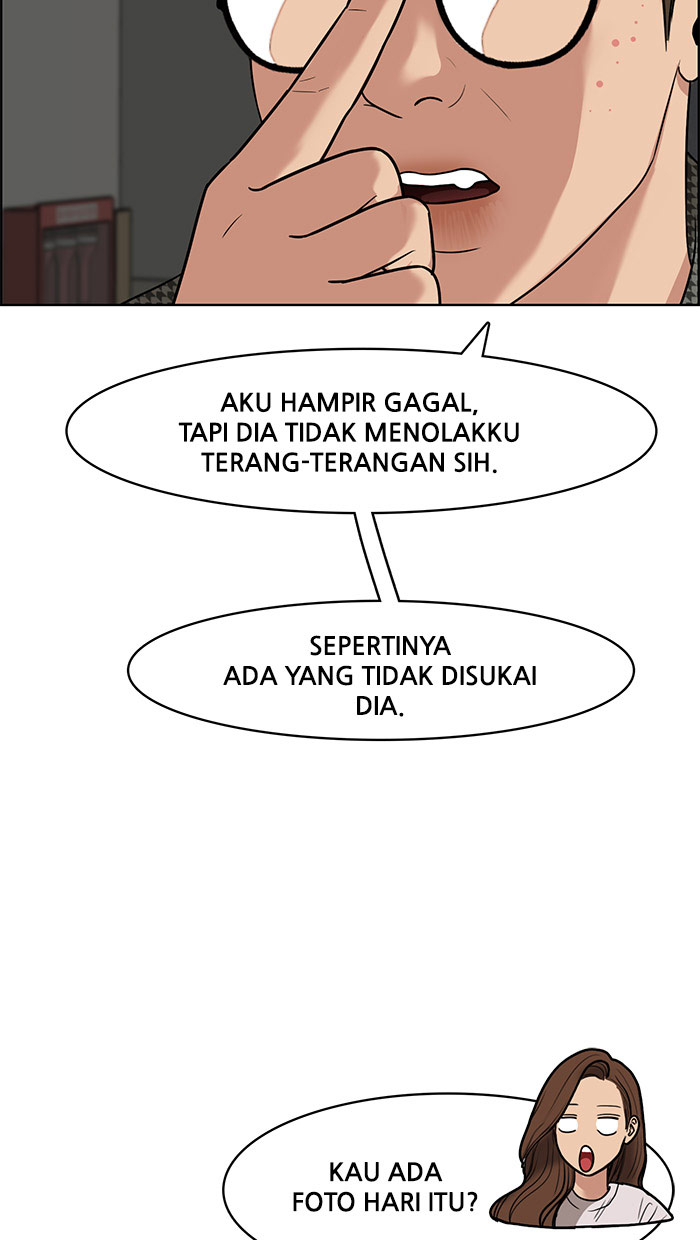 AKU HAMPIR GAGAL,
TAPI DIA TIDAK MENOLAKKU
TERANG-TERANGAN SIH.
SEPERTINYA
ADA YANG TIDAK DISUKAI
DIA.
KAU ADA
FOTO HARI ITU?